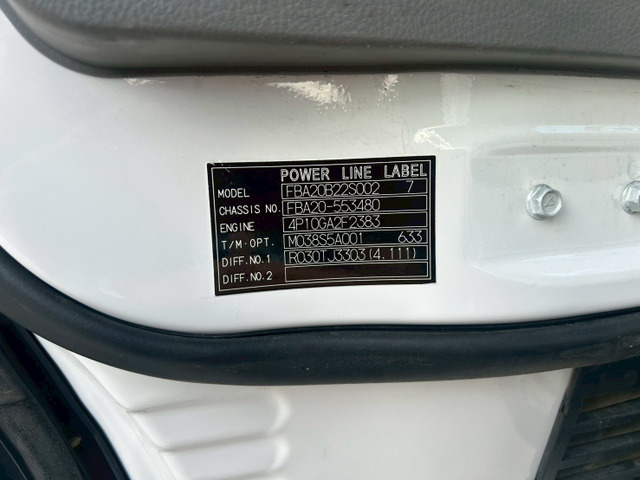 POWER LINE LABEL
MODEL FBA20B22S002 7
CHASSIS NO. FBA20-553480
ENGINE 4P10GA2F2383
T/M・OPT. M038S5A001 633
DIFF.NO.1 R030TJ3303(4.111)
DIFF.NO.2